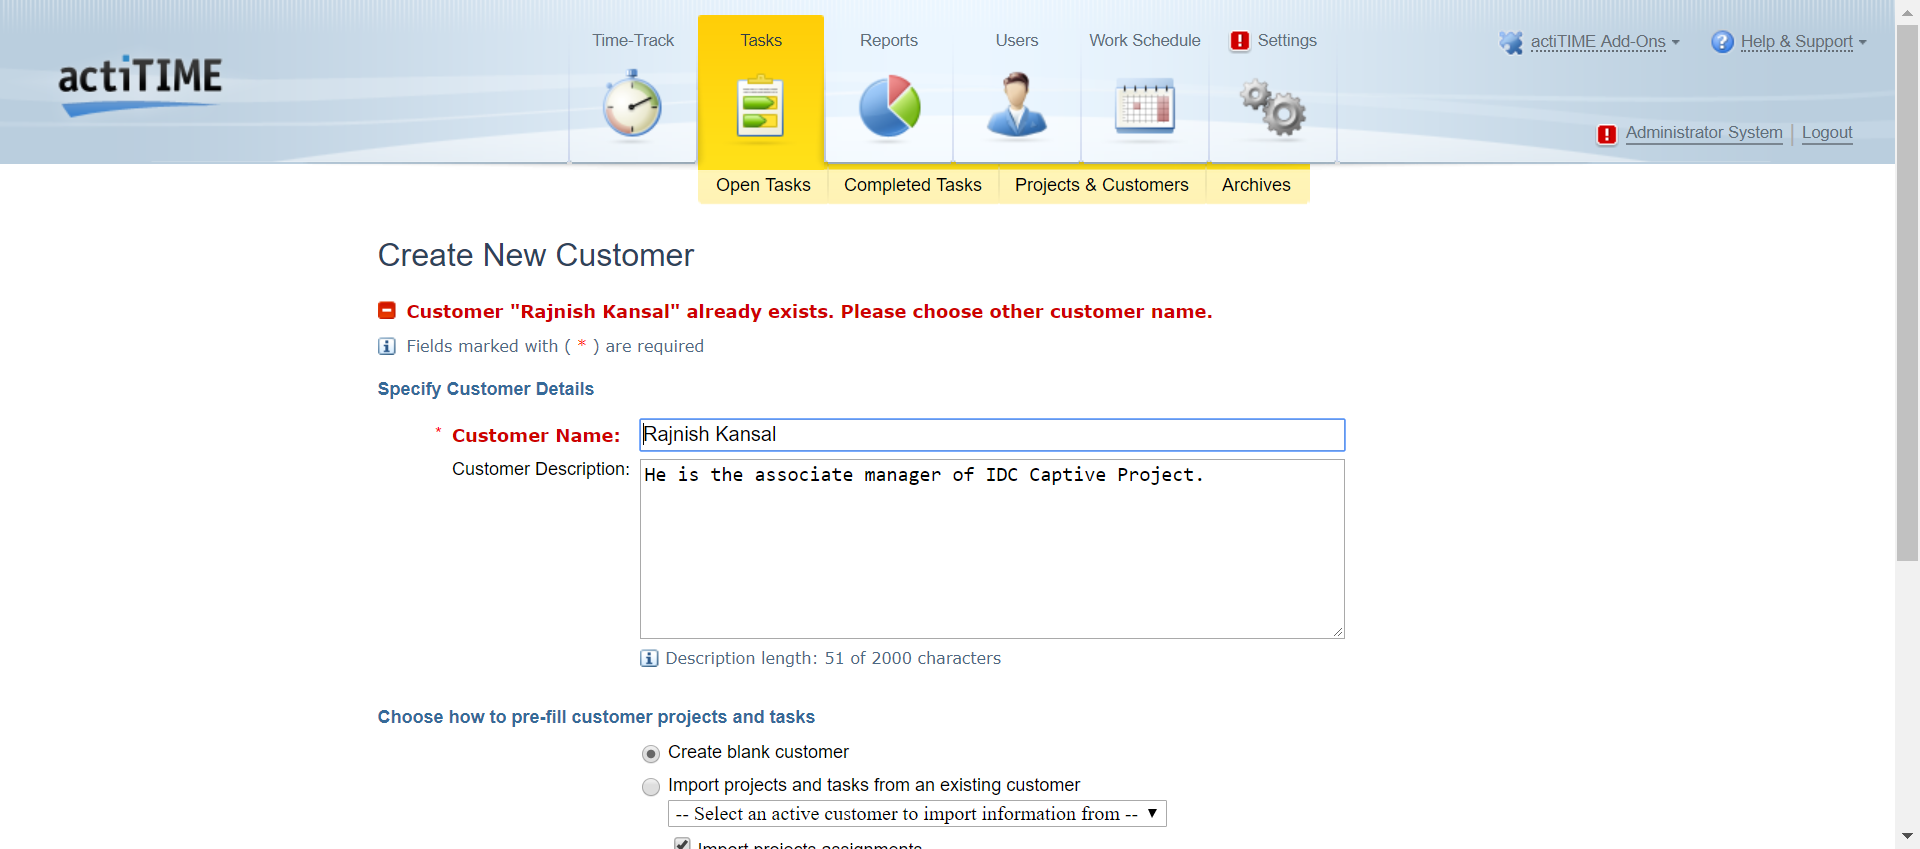 Time-Track Tasks Reports Users Work Schedule Settings actiTIME Add-Ons Help & Support
actiTIME
Administrator System Logout
Open Tasks Completed Tasks Projects & Customers Archives
Create New Customer
Customer "Rajnish Kansal" already exists. Please choose other customer name.
Fields marked with ( * ) are required
Specify Customer Details
* Customer Name: Rajnish Kansal
Customer Description: He is the associate manager of IDC Captive Project.
Description length: 51 of 2000 characters
Choose how to pre-fill customer projects and tasks
Create blank customer
Import projects and tasks from an existing customer
-- Select an active customer to import information from --
Import projects assignments